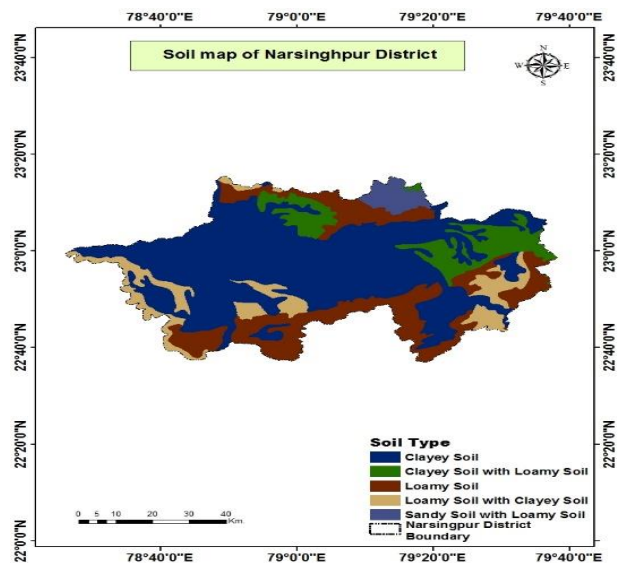 78°40'0"E 79°0'0"E 79°20'0"E 79°40'0"E
Soil map of Narsinghpur District
N
W E
S
23°40'0"N 23°40'0"N
23°20'0"N 23°20'0"N
23°0'0"N 23°0'0"N
22°40'0"N 22°40'0"N
22°20'0"N 22°20'0"N
22°0'0"N 22°0'0"N
Soil Type
Clayey Soil
Clayey Soil with Loamy Soil
Loamy Soil
Loamy Soil with Clayey Soil
Sandy Soil with Loamy Soil
Narsingpur District
Boundary
0 5 10 20 30 40
Km.
78°40'0"E 79°0'0"E 79°20'0"E 79°40'0"E